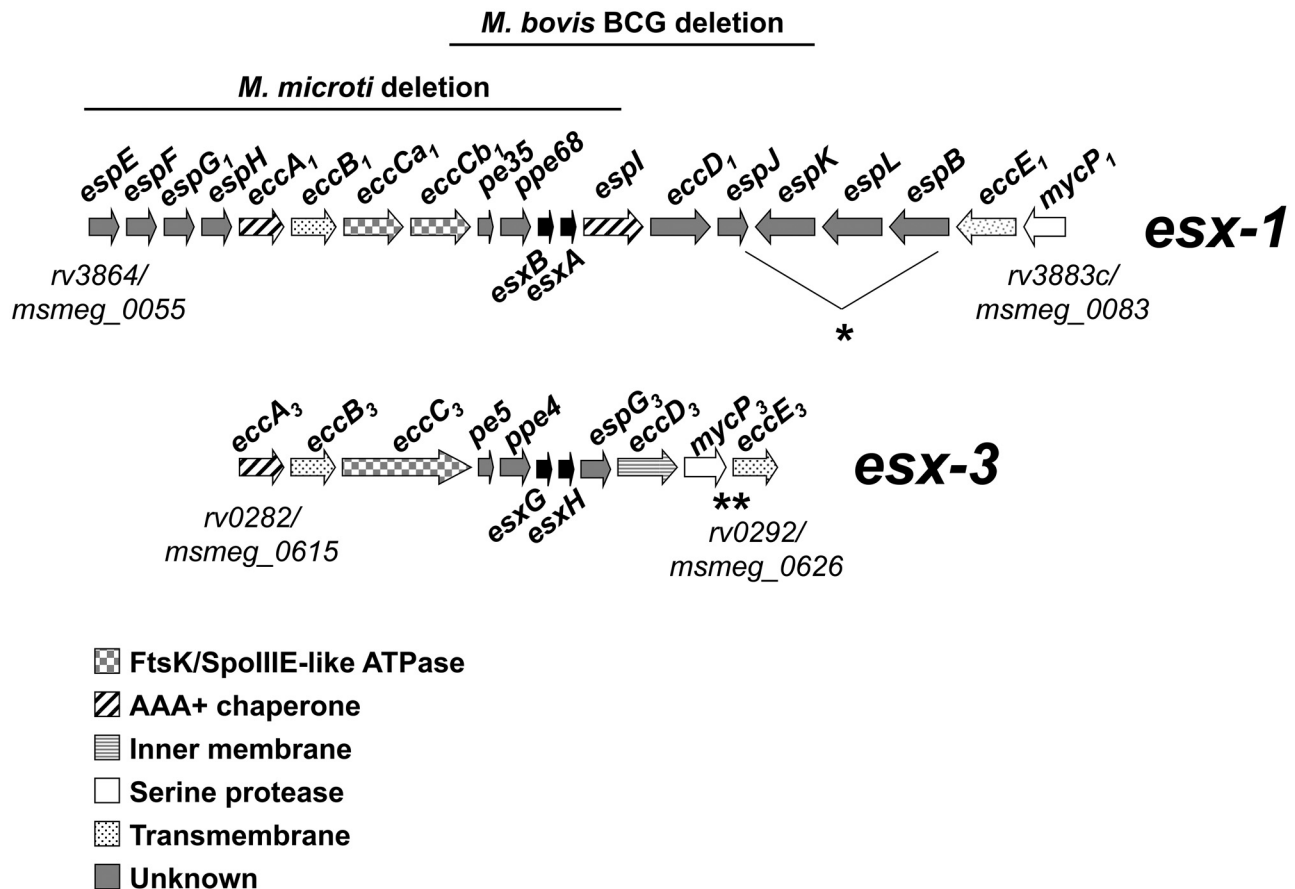 M. bovis BCG deletion
M. microti deletion
espE espF espG1 espH eccA1 eccB1 eccCa1 eccCb1 pe35 ppe68 espI eccD1 espJ espK espL espB eccE1 mycP1
esx-1
esxB esxA
rv3864/
msmeg_0055
rv3883c/
msmeg_0083
*
eccA3 eccB3 eccC3 pe5 ppe4 espG3 eccD3 mycP3 eccE3
esx-3
esxG esxH
**
rv0282/
msmeg_0615
rv0292/
msmeg_0626
FtsK/SpoIIIE-like ATPase
AAA+ chaperone
Inner membrane
Serine protease
Transmembrane
Unknown